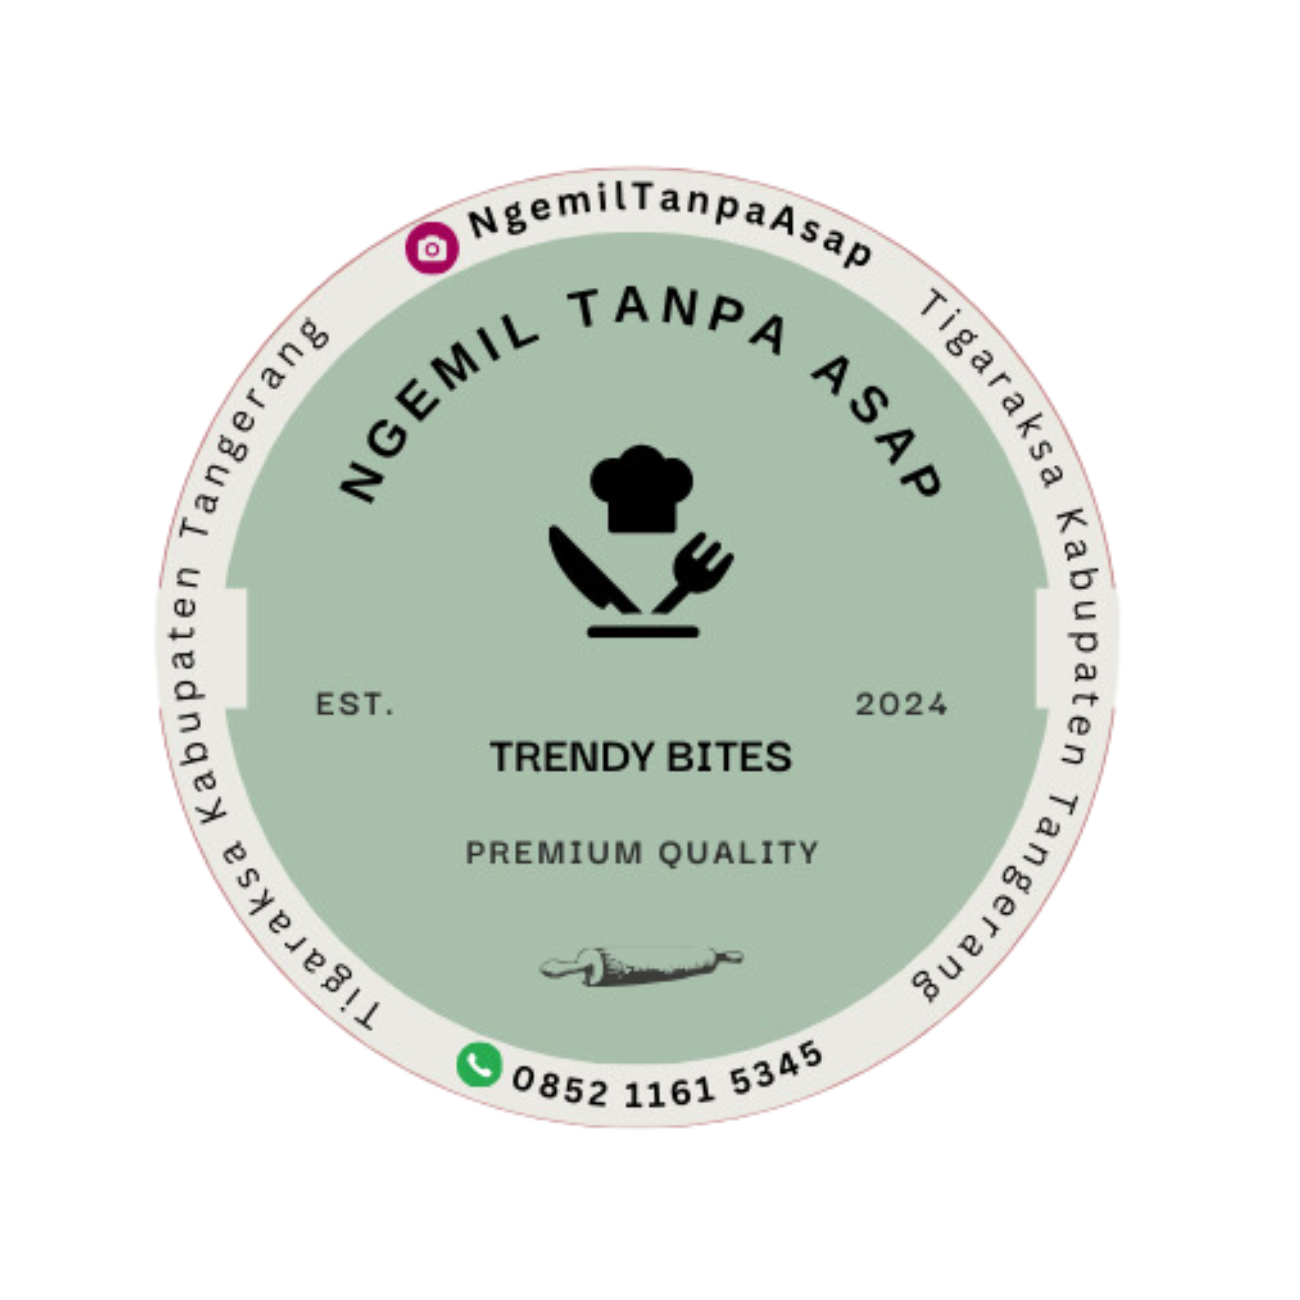 NgemilTanpaAsap
NGEMIL TANPA ASAP
Tigaraksa Kabupaten Tangerang
Tigaraksa Kabupaten Tangerang
EST.
2024
TRENDY BITES
PREMIUM QUALITY
0852 1161 5345